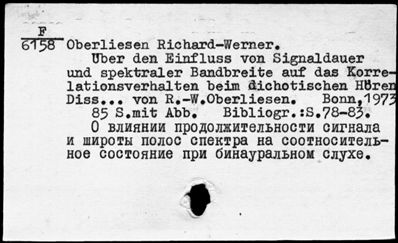 F
6158 Oberliesen Richard-Werner.
Über den Einfluss von Signaldauer
und spektraler Bandbreite auf das Korre-
lationsverhalten beim dichotischen Hören
Diss... von R.-W.Oberliesen. Bonn,1973
85 S.mit Abb. Bibliogr.:S.78-83.
О влиянии продолжительности сигнала
и широты полос спектра на соотноситель-
ное состояние при бинауральном слухе.